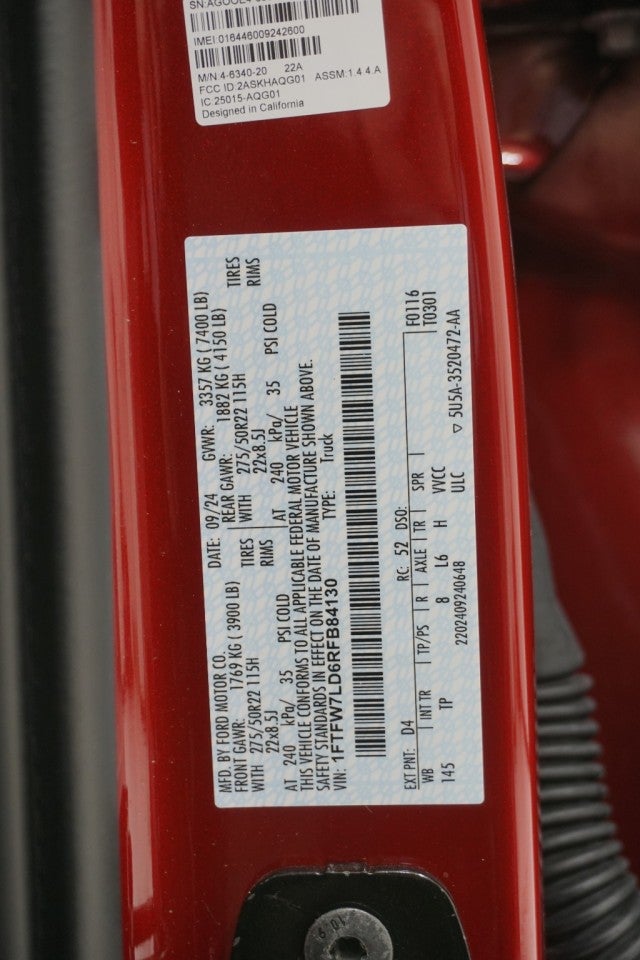 IMEI 016446009242600
M/N 4-6340-20 22A
FCC ID:2ASKHAQG01 ASSM:1.4 4.A
IC:25015-AQG01
Designed in California
MFD. BY FORD MOTOR CO. DATE: 09/24 GVWR: 3357 KG ( 7400 LB)
FRONT GAWR: 1769 KG ( 3900 LB) REAR GAWR: 1882 KG ( 4150 LB)
WITH 275/50R22 115H TIRES WITH 275/50R22 115H TIRES
22x8.5J RIMS 22x8.5J RIMS
AT 240 kPa/ 35 PSI COLD AT 240 kPa/ 35 PSI COLD
THIS VEHICLE CONFORMS TO ALL APPLICABLE FEDERAL MOTOR VEHICLE
SAFETY STANDARDS IN EFFECT ON THE DATE OF MANUFACTURE SHOWN ABOVE.
VIN: 1FTFW7LD6RFB84130 TYPE: Truck
F0116
T0301
EXT PNT: D4 RC: 52 DSO:
WB INT TR TP/PS R AXLE TR SPR
145 TP 8 L6 H VVCC
2202409240648 ULC ▽ 5U5A-3520472-AA
10.9